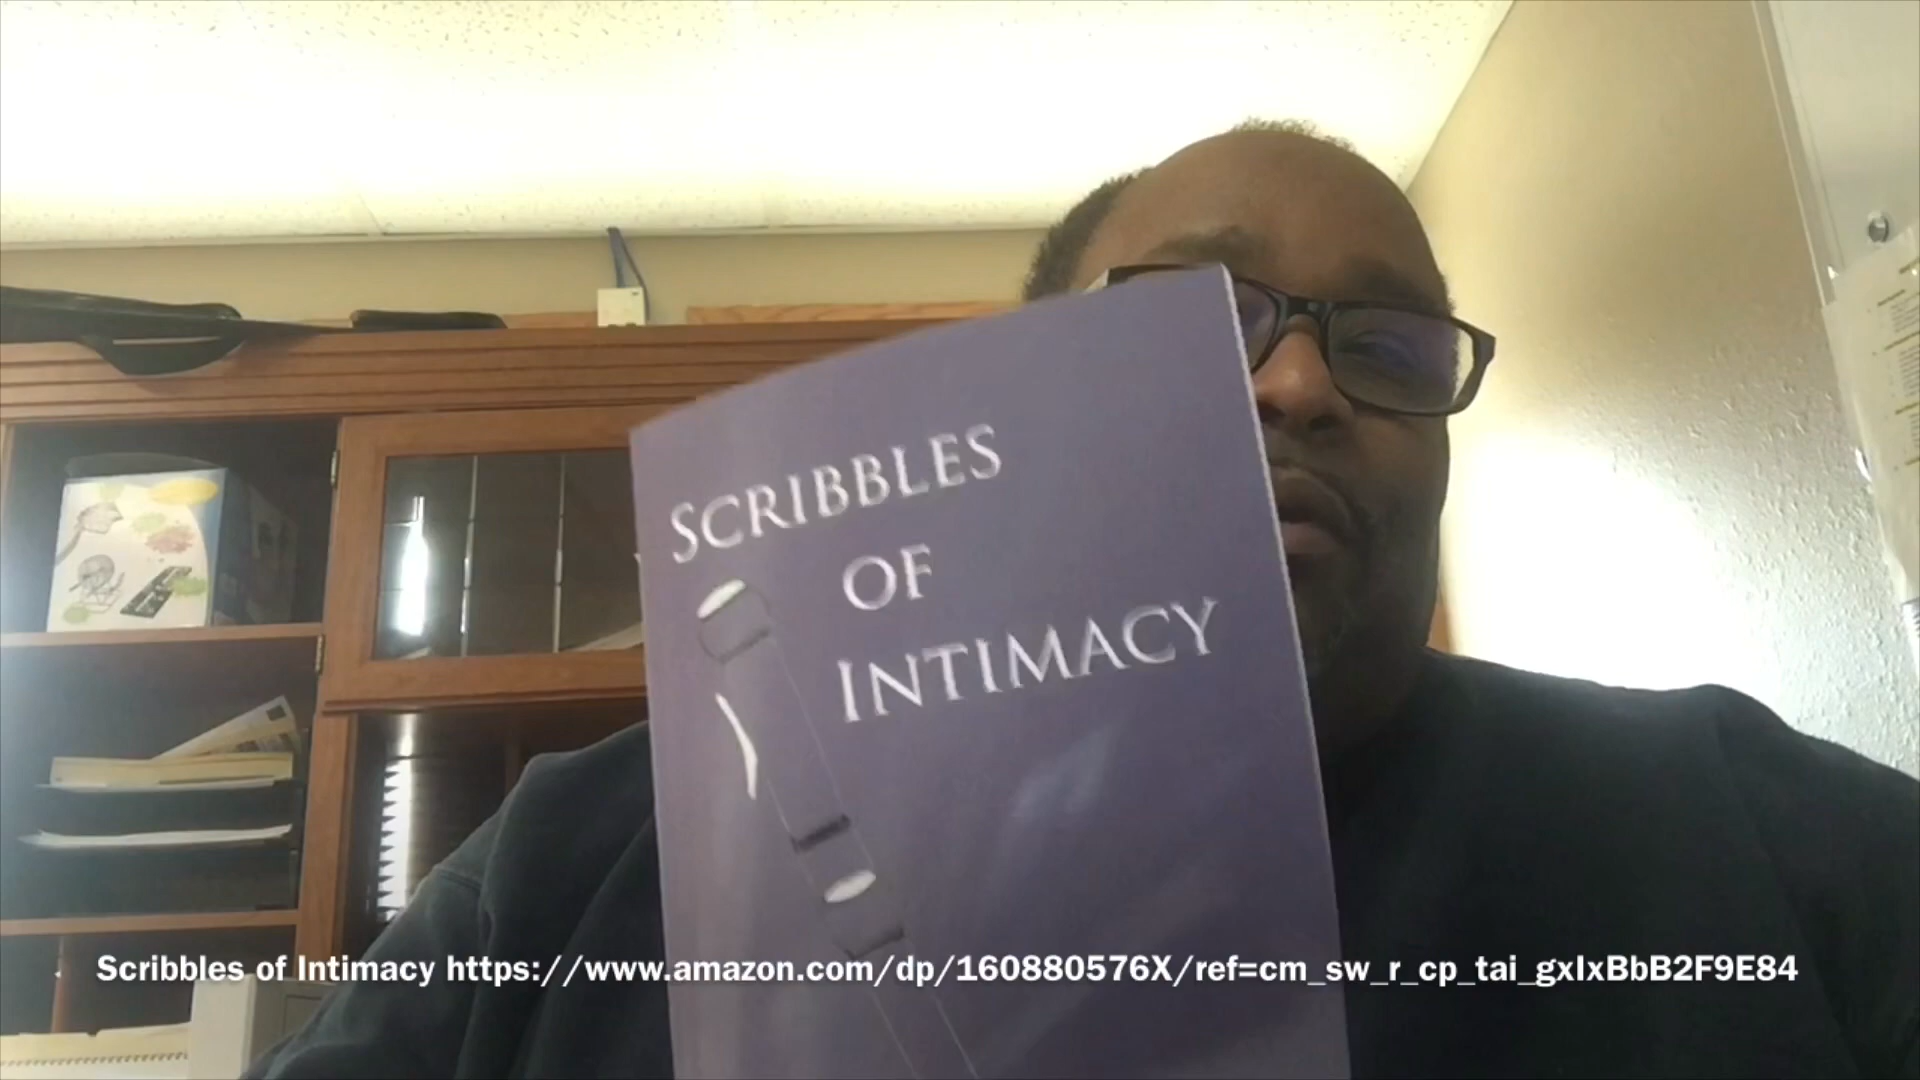 SCRIBBLES
OF
INTIMACY
Scribbles of Intimacy https://www.amazon.com/dp/160880576X/ref=cm_sw_r_cp_tai_gxIxBbB2F9E84